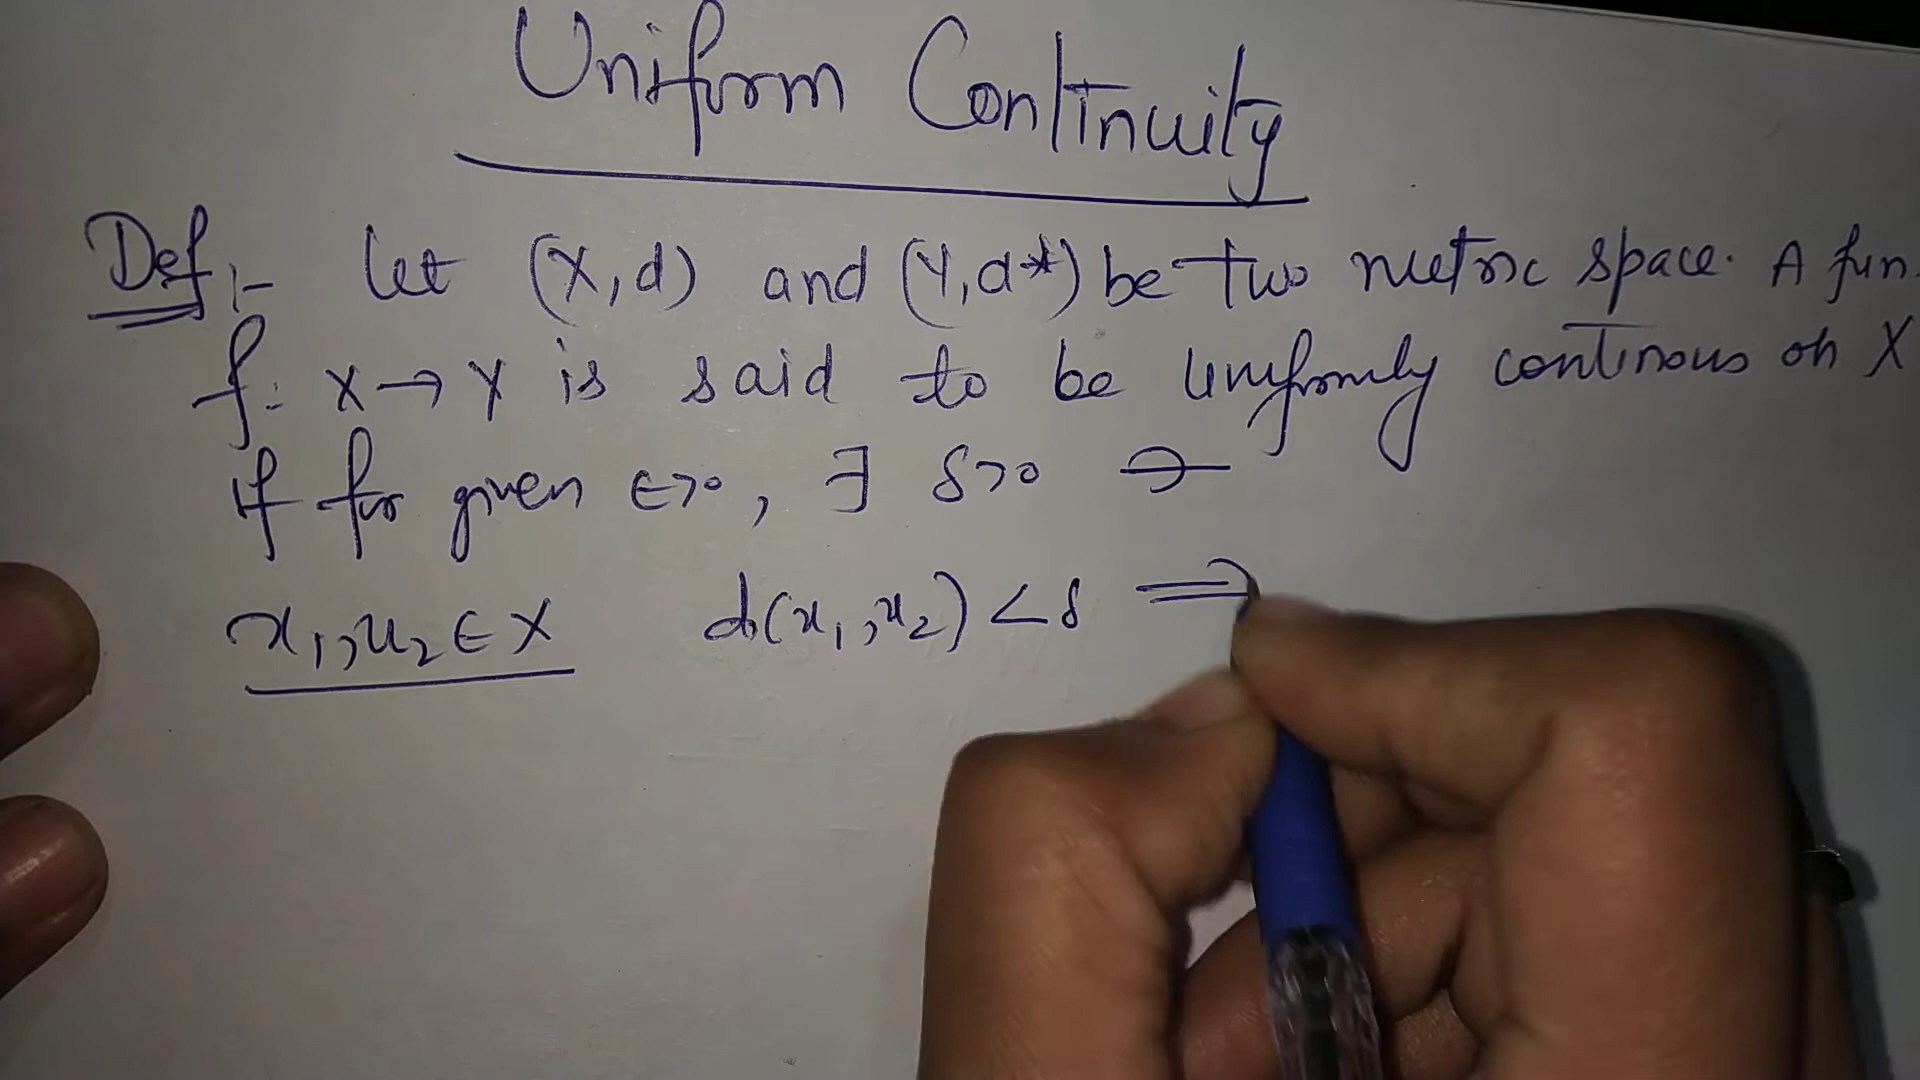 Uniform Continuity
Def:- let (X,d) and (Y,d*) be two metric space. A fun.
f: X→Y is said to be Uniformly continous on X
if for given ϵ>0, ∃ δ>0 ∋
x₁,x₂ ∈ X d(x₁,x₂) < δ ⇒